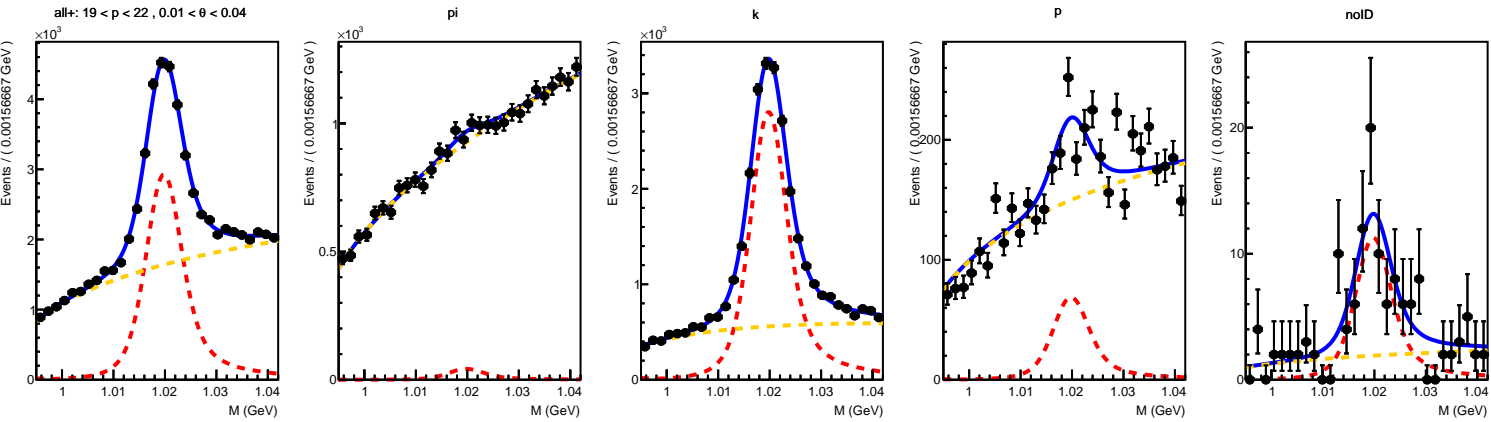 all+: 19 < p < 22 , 0.01 < θ < 0.04
×10³
Events / ( 0.00156667 GeV )
4
3
2
1
0
1 1.01 1.02 1.03 1.04
M (GeV)
pi
×10³
Events / ( 0.00156667 GeV )
1
0.5
0
1 1.01 1.02 1.03 1.04
M (GeV)
k
×10³
Events / ( 0.00156667 GeV )
3
2
1
0
1 1.01 1.02 1.03 1.04
M (GeV)
p
Events / ( 0.00156667 GeV )
200
100
0
1 1.01 1.02 1.03 1.04
M (GeV)
noID
Events / ( 0.00156667 GeV )
20
10
0
1 1.01 1.02 1.03 1.04
M (GeV)